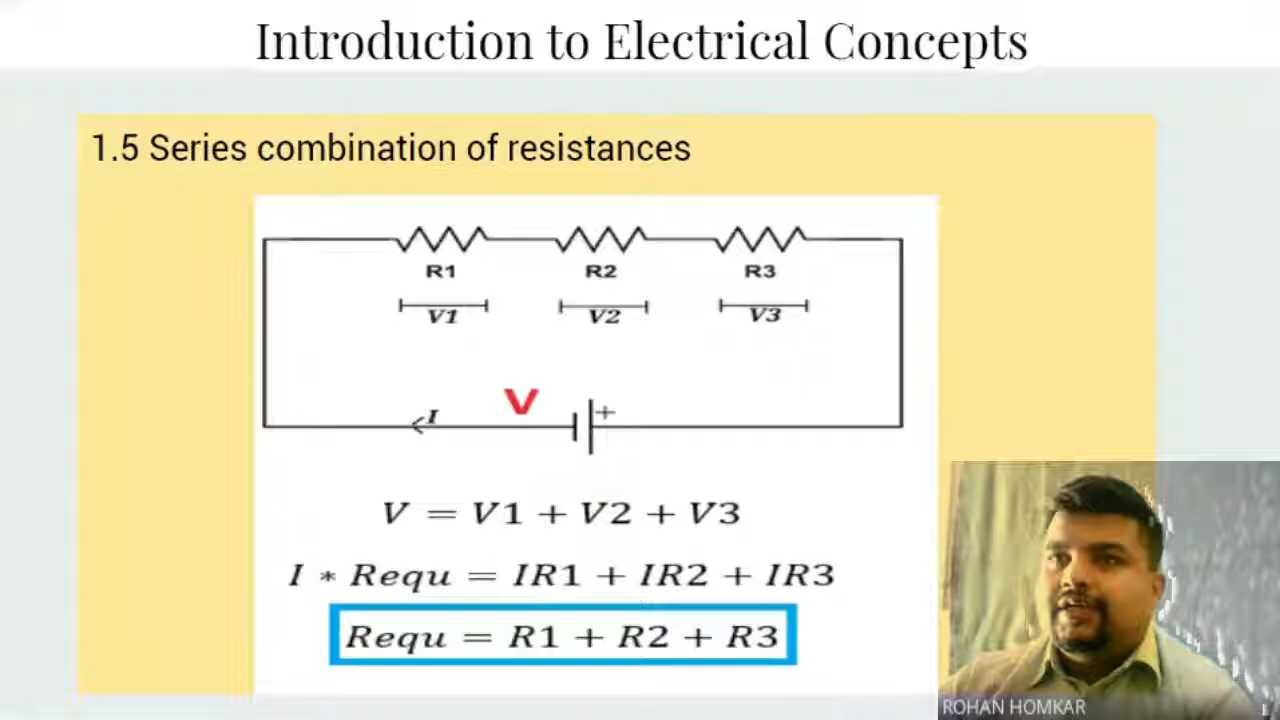 Introduction to Electrical Concepts
1.5 Series combination of resistances
R1 R2 R3
V1 V2 V3
V
I +
V = V1 + V2 + V3
I * Requ = IR1 + IR2 + IR3
Requ = R1 + R2 + R3
ROHAN HOMKAR